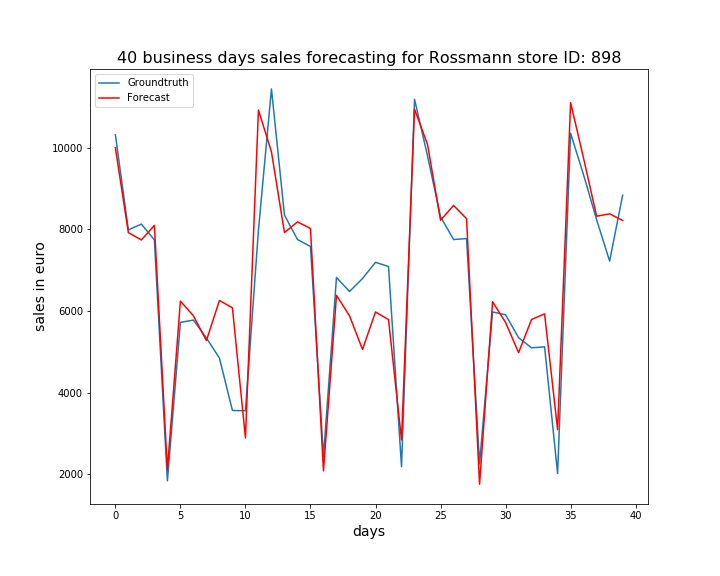 40 business days sales forecasting for Rossmann store ID: 898
Groundtruth
Forecast
sales in euro
10000
8000
6000
4000
2000
0 5 10 15 20 25 30 35 40
days